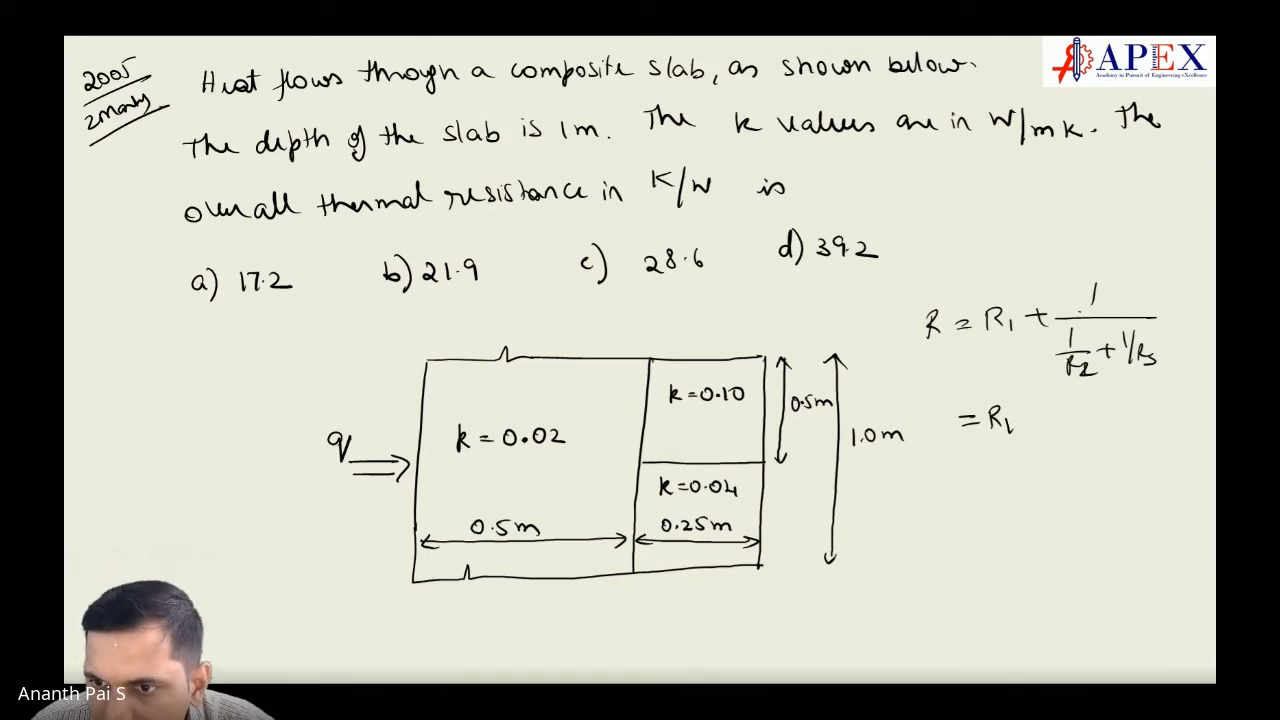 2005
2 Marks
Heat flows through a composite slab, as shown below.
The depth of the slab is 1m. The k values are in W/mK. The
overall thermal resistance in K/W is
a) 17.2 b) 21.9 c) 28.6 d) 39.2
R = R1 + 1/(1/R2 + 1/R3)
= R1
k = 0.10
0.5m
q
k = 0.02
1.0m
k = 0.04
0.5m
0.25m
APEX
Academy in Pursuit of Engineering eXcellence
Ananth Pai S